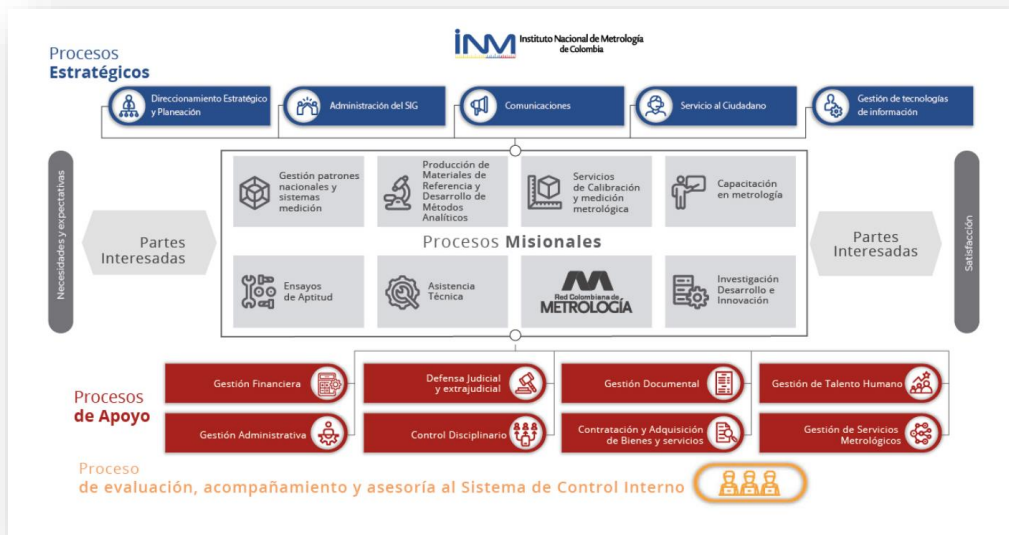 Procesos
Estratégicos
INM Instituto Nacional de Metrología
de Colombia
Direccionamiento Estratégico
y Planeación
Administración del SIG
Comunicaciones
Servicio al Ciudadano
Gestión de tecnologías
de información
Necesidades y expectativas
Partes
Interesadas
Gestión patrones
nacionales y
sistemas
medición
Producción de
Materiales de
Referencia y
Desarrollo de
Métodos
Analíticos
Servicios
de Calibración
y medición
metrológica
Capacitación
en metrología
Procesos Misionales
Ensayos
de Aptitud
Asistencia
Técnica
Red Colombiana de
METROLOGÍA
Investigación
Desarrollo e
Innovación
Partes
Interesadas
Satisfacción
Procesos
de Apoyo
Gestión Financiera
Defensa Judicial
y extrajudicial
Gestión Documental
Gestión de Talento Humano
Gestión Administrativa
Control Disciplinario
Contratación y Adquisición
de Bienes y servicios
Gestión de Servicios
Metrológicos
Proceso
de evaluación, acompañamiento y asesoría al Sistema de Control Interno